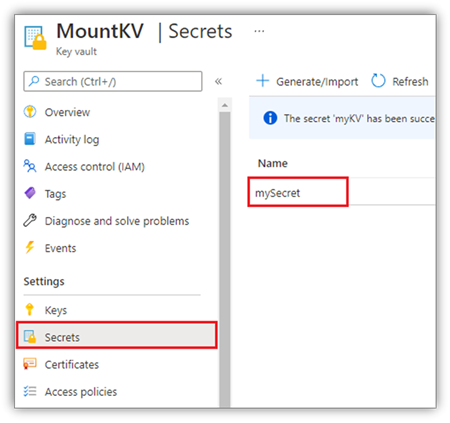 MountKV | Secrets ...
Key vault
Search (Ctrl+/)
«
Overview
Activity log
Access control (IAM)
Tags
Diagnose and solve problems
Events
Settings
Keys
Secrets
Certificates
Access policies
+ Generate/Import Refresh
The secret 'myKV' has been succe
Name
mySecret